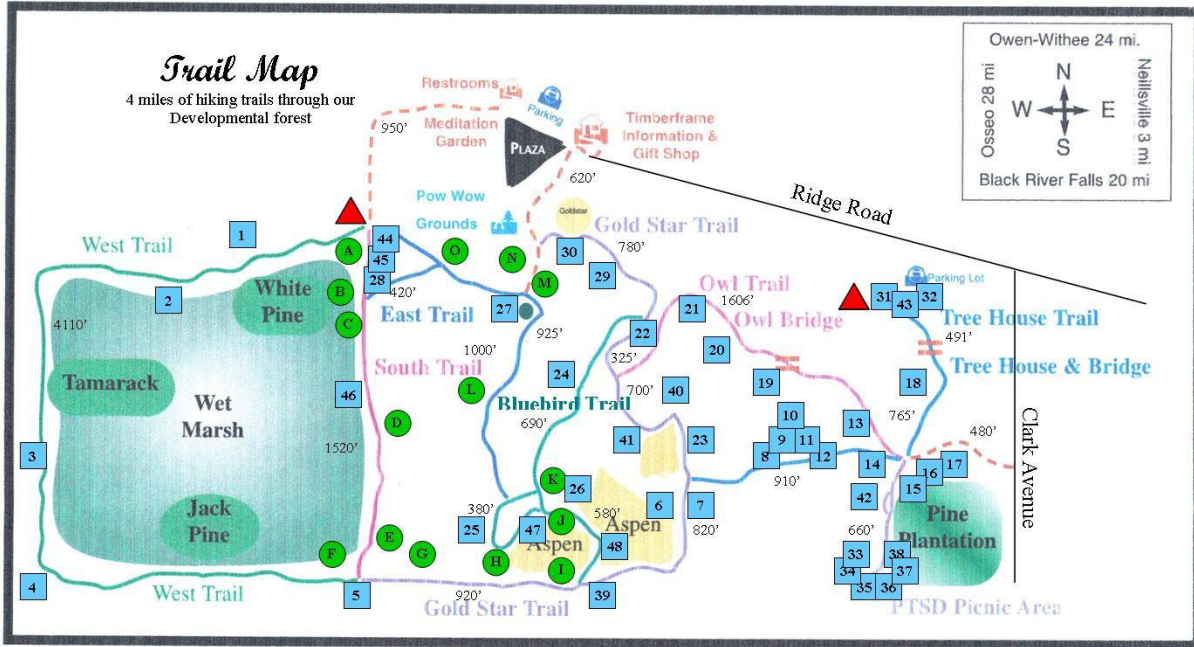 Trail Map
4 miles of hiking trails through our
Developmental forest
Restrooms
Parking
950'
Meditation
Garden
PLAZA
Timberframe
Information &
Gift Shop
620'
Pow Wow
Grounds
Goldstar
Gold Star Trail
Ridge Road
Owen-Withee 24 mi.
Osseo 28 mi
N
W E
S
Neillsville 3 mi
Black River Falls 20 mi
1
West Trail
44
45
28
A
O
N
M
30
29
780'
2
White
Pine
B
C
420'
East Trail
27
925'
Owl Trail
1606'
Owl Bridge
21
22
20
Parking Lot
31
43
32
Tree House Trail
491'
Tree House & Bridge
4110'
1000'
South Trail
325'
Tamarack
46
L
24
Bluebird Trail
700'
40
19
18
Wet
Marsh
D
690'
10
13
765'
480'
Clark Avenue
3
1520'
41
23
9
11
8
12
14
910'
16
17
15
K
26
6
7
42
Jack
Pine
380'
25
47
J
580'
Aspen
820'
Pine
Plantation
660'
E
F
G
H
Aspen
I
48
33
34
35
36
37
38
4
West Trail
5
920'
Gold Star Trail
39
PTSD Picnic Area